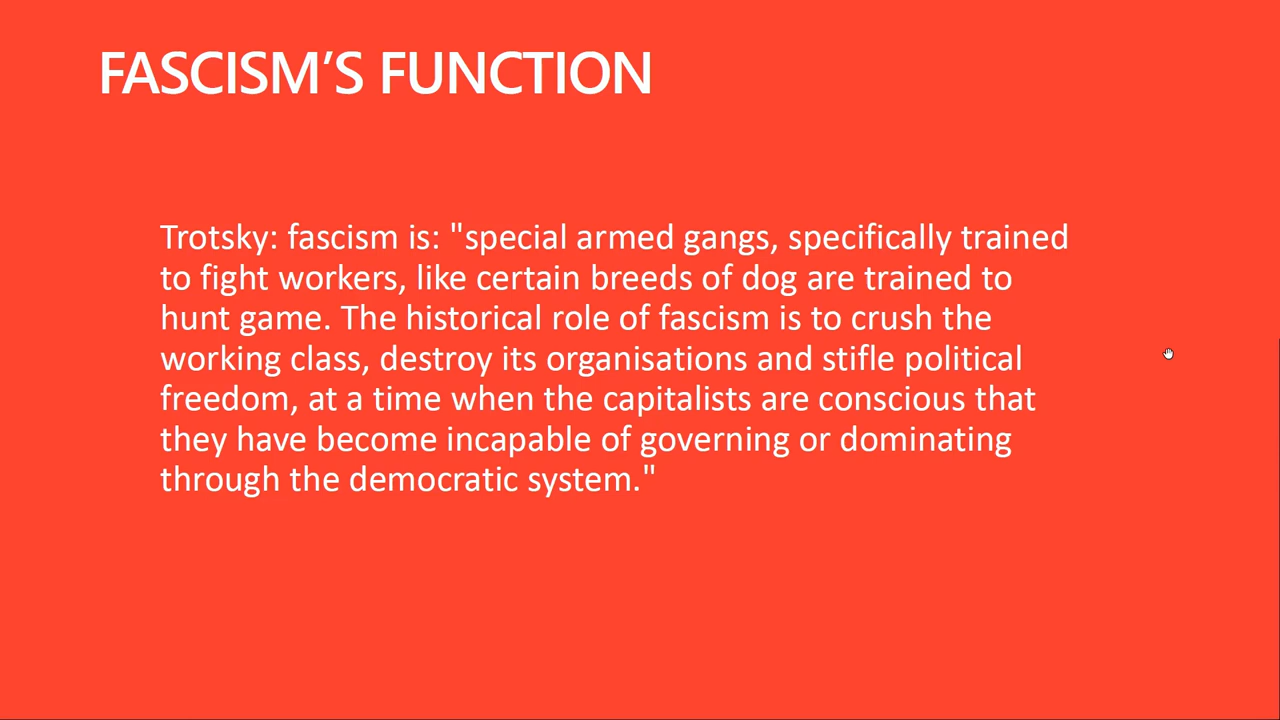 FASCISM’S FUNCTION
Trotsky: fascism is: "special armed gangs, specifically trained
to fight workers, like certain breeds of dog are trained to
hunt game. The historical role of fascism is to crush the
working class, destroy its organisations and stifle political
freedom, at a time when the capitalists are conscious that
they have become incapable of governing or dominating
through the democratic system."